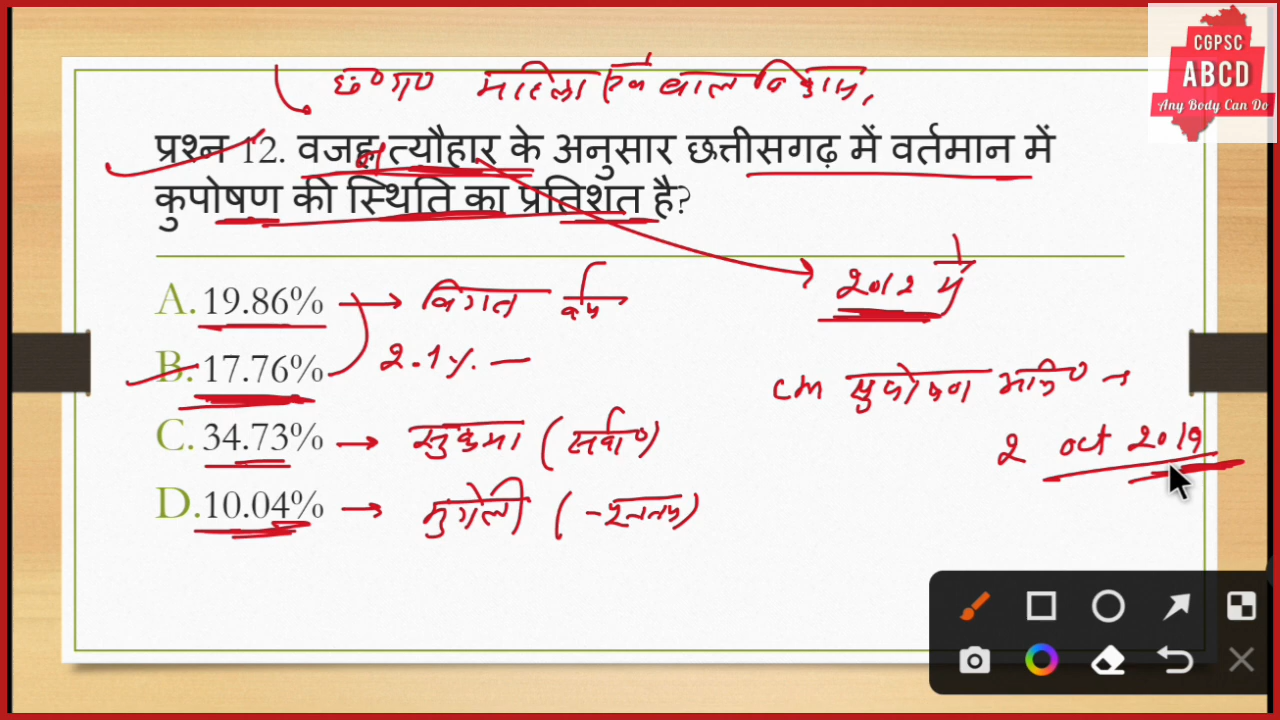 CGPSC
ABCD
Any Body Can Do
छ०ग० महिला एवं बाल विकास,
प्रश्न 12. वजन त्यौहार के अनुसार छत्तीसगढ़ में वर्तमान में
कुपोषण की स्थिति का प्रतिशत है?
A. 19.86% → विगत वर्ष
2012 में
B. 17.76% 2.1%. —
CM सुपोषण अभि० →
C. 34.73% → सुकमा (सर्वा०)
2 oct 2019
D. 10.04% → मुंगेली (न्यूनतम)